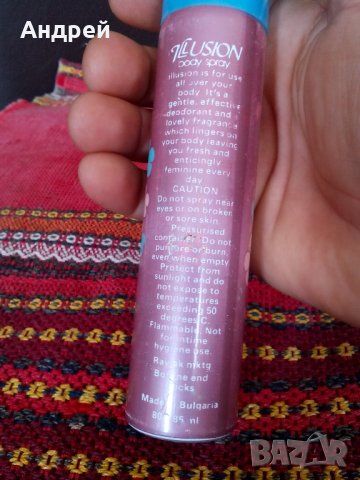 Андрей
ILLUSION
body spray
Illusion is for use
all over your
body. It's a
gentle, effective
deodorant and a
lovely fragrance
which lingers on
your body leaving
you fresh and
enticingly
feminine every
day
CAUTION
Do not spray near
eyes or on broken
or sore skin.
Pressurised
container. Do not
puncture or burn,
even when empty.
Protect from
sunlight and do
not expose to
temperatures
exceeding 50
degrees C.
Flammable. Not
for intime
hygiene use.
mktg
end
Made in Bulgaria
85 ml
BAZAR